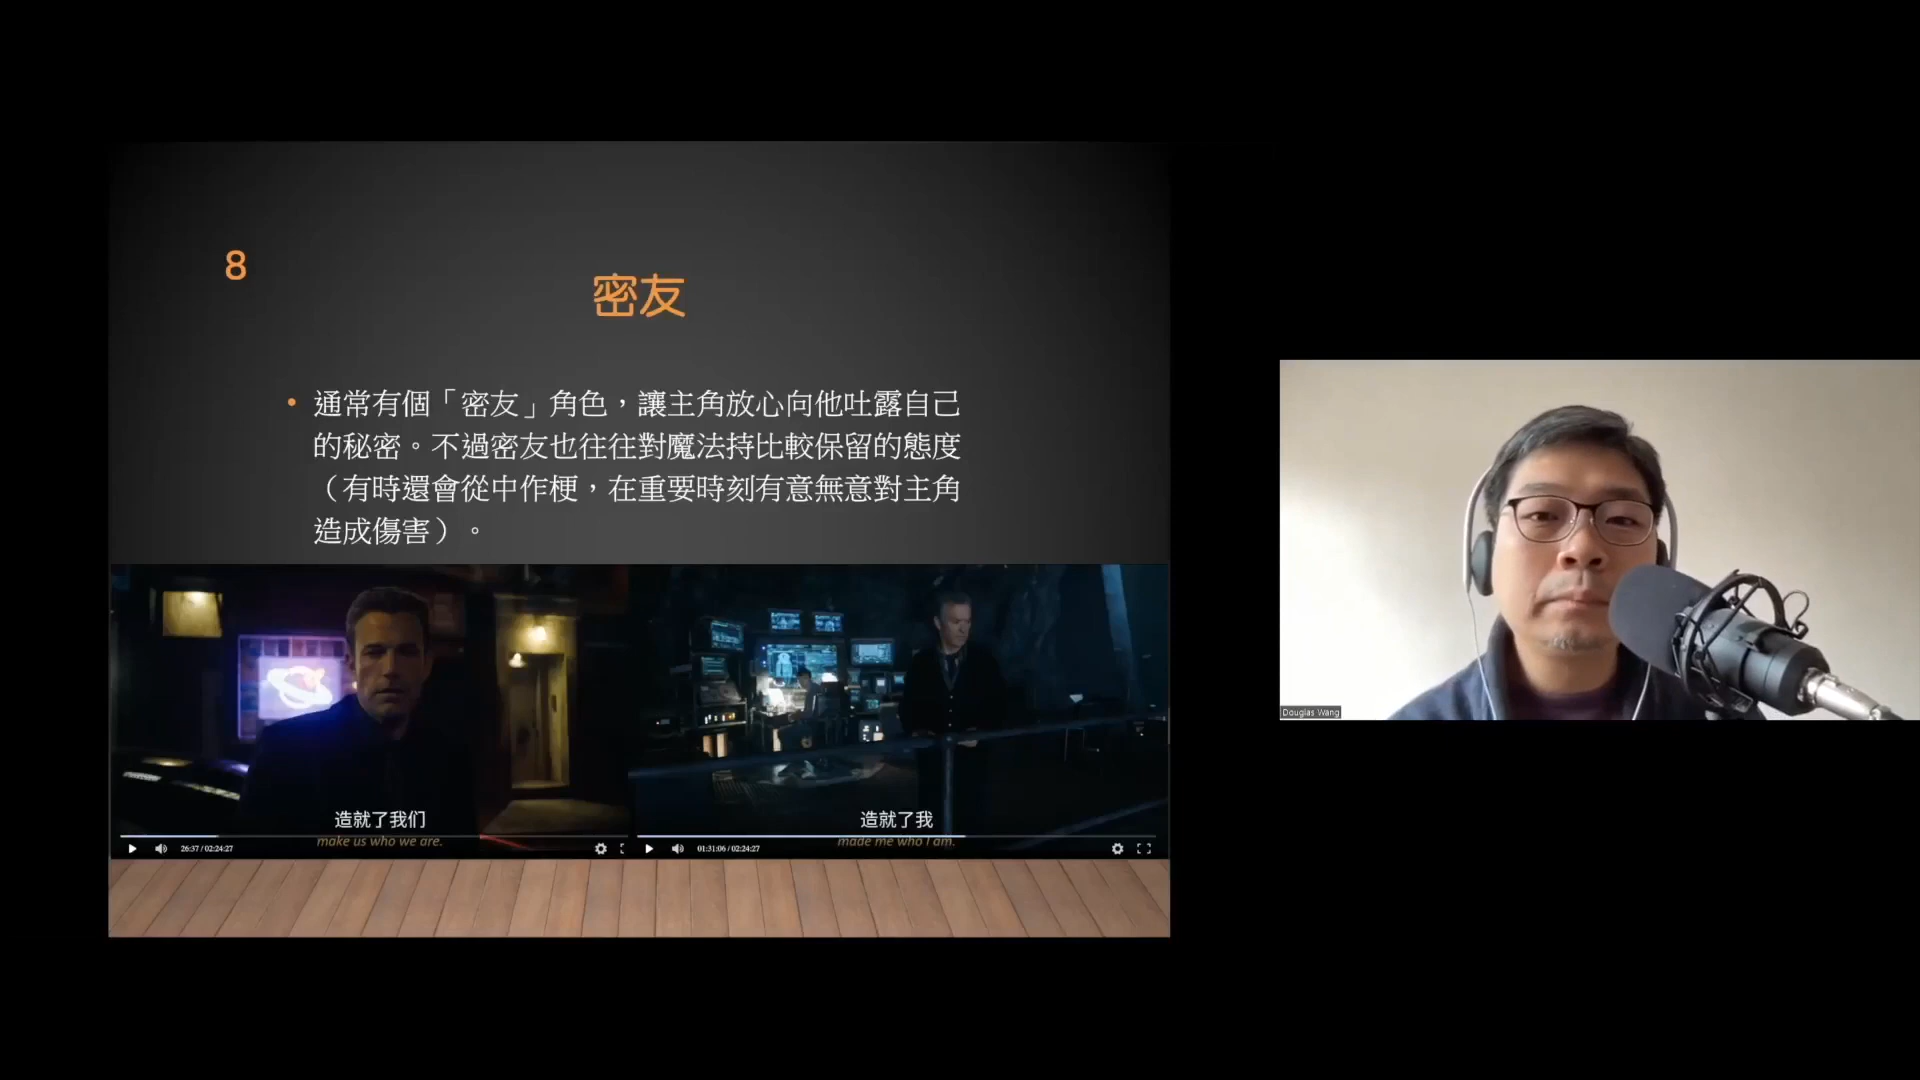 8
密友
• 通常有個「密友」角色，讓主角放心向他吐露自己
的秘密。不過密友也往往對魔法持比較保留的態度
（有時還會從中作梗，在重要時刻有意無意對主角
造成傷害）。
造就了我们
make us who we are.
26:37 / 02:24:27
造就了我
made me who I am.
01:31:06 / 02:24:27
Douglas Wang